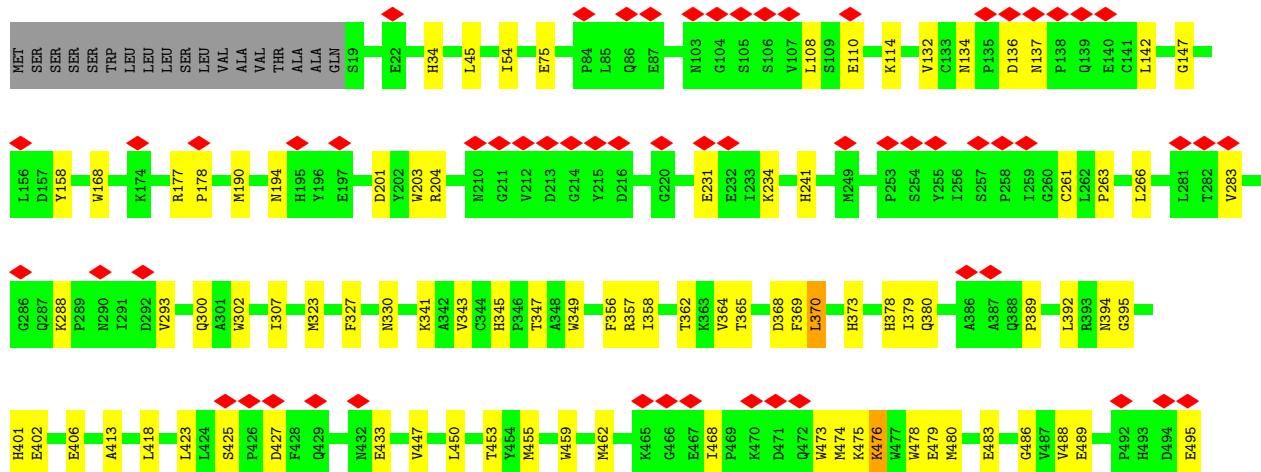 MET SER SER SER SER TRP LEU LEU LEU LEU SER LEU VAL ALA VAL THR ALA ALA GLN S19 E22 H34 L45 I54 E75 P84 L85 Q86 E87 N103 G104 S105 S106 V107 L108 S109 E110 K114 V132 C133 N134 P135 D136 N137 P138 Q139 E140 C141 L142 G147
L156 D157 Y158 W168 K174 R177 P178 M190 N194 H195 Y196 E197 D201 Y202 W203 R204 N210 G211 V212 D213 G214 Y215 D216 G220 E231 E232 I233 K234 H241 M249 P253 S254 Y255 I256 S257 P258 I259 G260 C261 L262 P263 L266 L281 T282 V283
G286 Q287 K288 P289 N290 I291 D292 V293 Q300 A301 W302 I307 M323 F327 N330 K341 A342 V343 C344 H345 P346 T347 A348 W349 F356 R357 I358 T362 K363 V364 T365 D368 F369 L370 H373 H378 I379 Q380 A386 A387 Q388 P389 L392 R393 N394 G395
H401 E402 E406 A413 L418 L423 L424 S425 P426 D427 F428 Q429 N432 E433 V447 L450 T453 Y454 M455 W459 M462 K465 G466 E467 I468 P469 K470 D471 Q472 W473 M474 K475 K476 W477 W478 E479 M480 E483 G486 V487 V488 E489 P492 H493 D494 E495